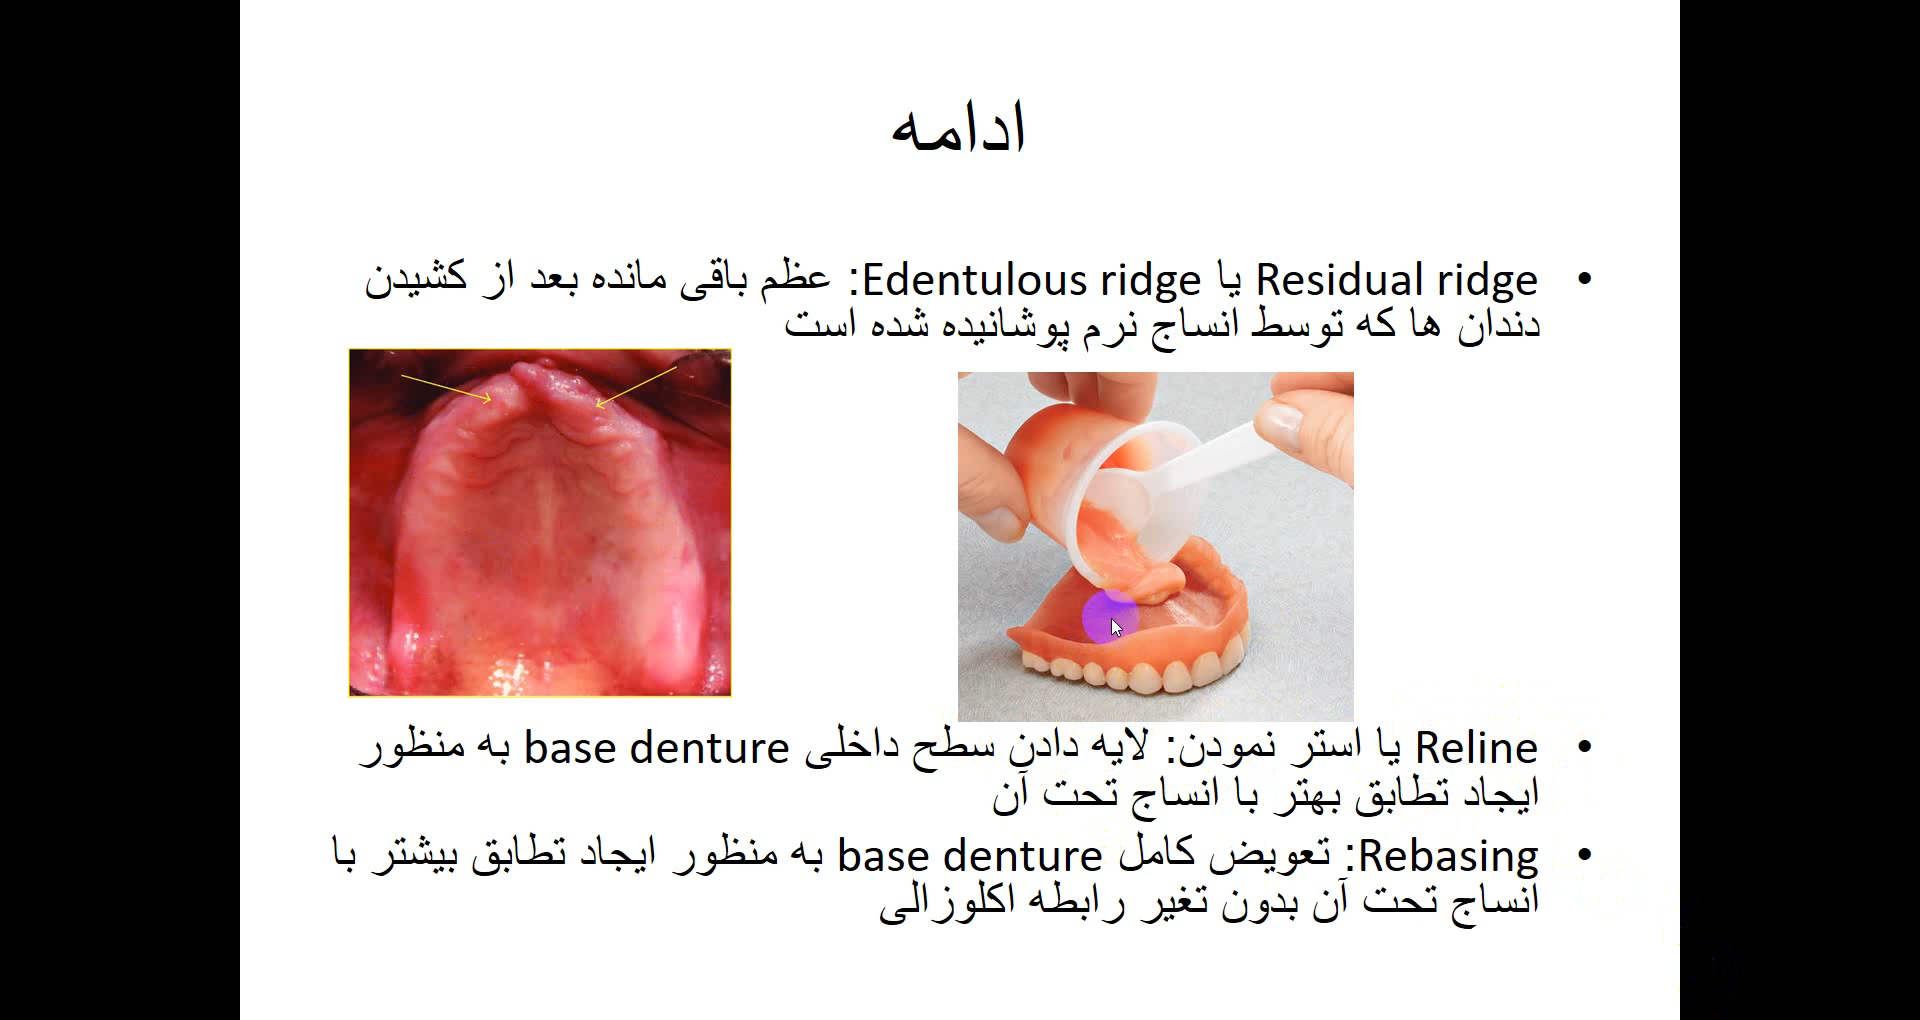 ادامه
• Residual ridge یا Edentulous ridge: عظم باقی مانده بعد از کشیدن
دندان ها که توسط انساج نرم پوشانیده شده است
• Reline یا استر نمودن: لایه دادن سطح داخلی base denture به منظور
ایجاد تطابق بهتر با انساج تحت آن
• Rebasing: تعویض کامل base denture به منظور ایجاد تطابق بیشتر با
انساج تحت آن بدون تغیر رابطه اکلوزالی